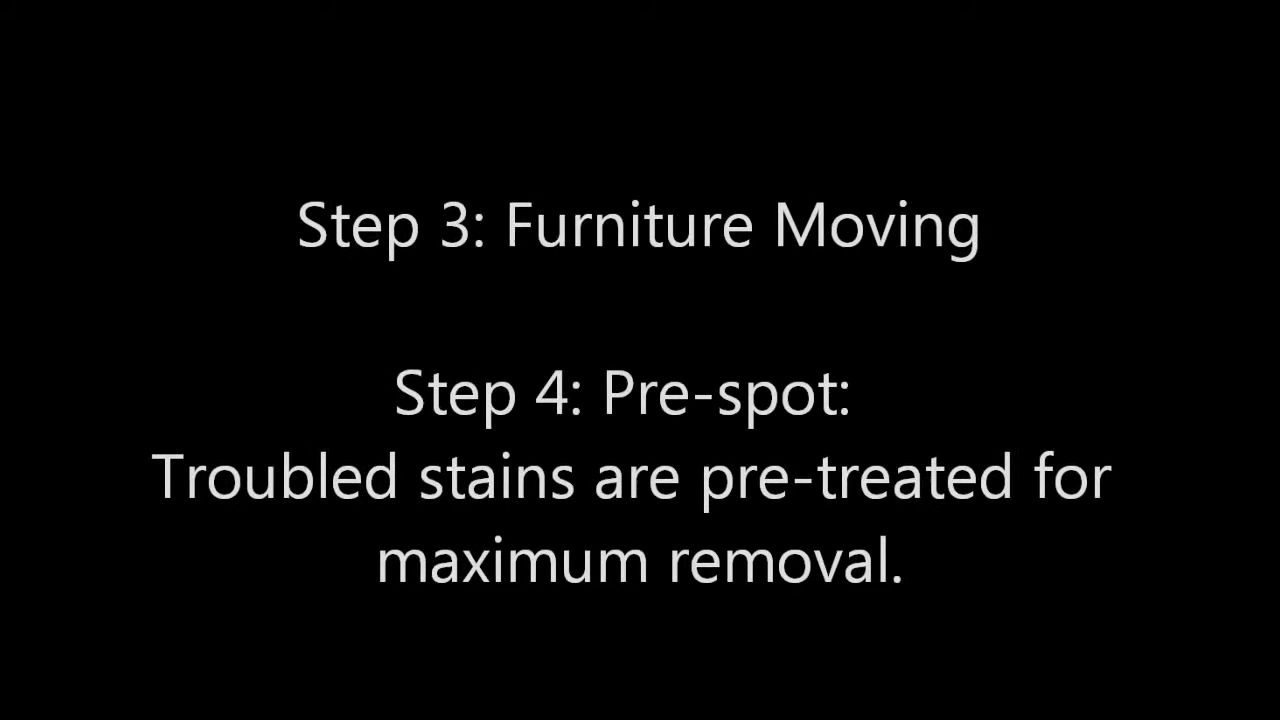 Step 3: Furniture Moving
Step 4: Pre-spot:
Troubled stains are pre-treated for
maximum removal.